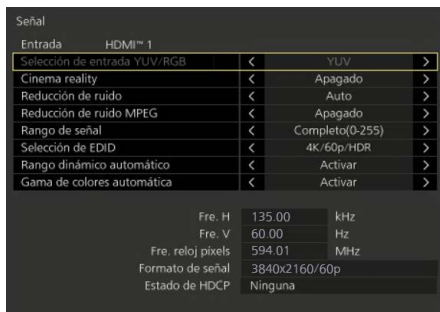 Señal
Entrada HDMI™ 1
Selección de entrada YUV/RGB < YUV >
Cinema reality < Apagado >
Reducción de ruido < Auto >
Reducción de ruido MPEG < Apagado >
Rango de señal < Completo(0-255) >
Selección de EDID < 4K/60p/HDR >
Rango dinámico automático < Activar >
Gama de colores automática < Activar >
Fre. H 135.00 kHz
Fre. V 60.00 Hz
Fre. reloj píxels 594.01 MHz
Formato de señal 3840x2160/60p
Estado de HDCP Ninguna